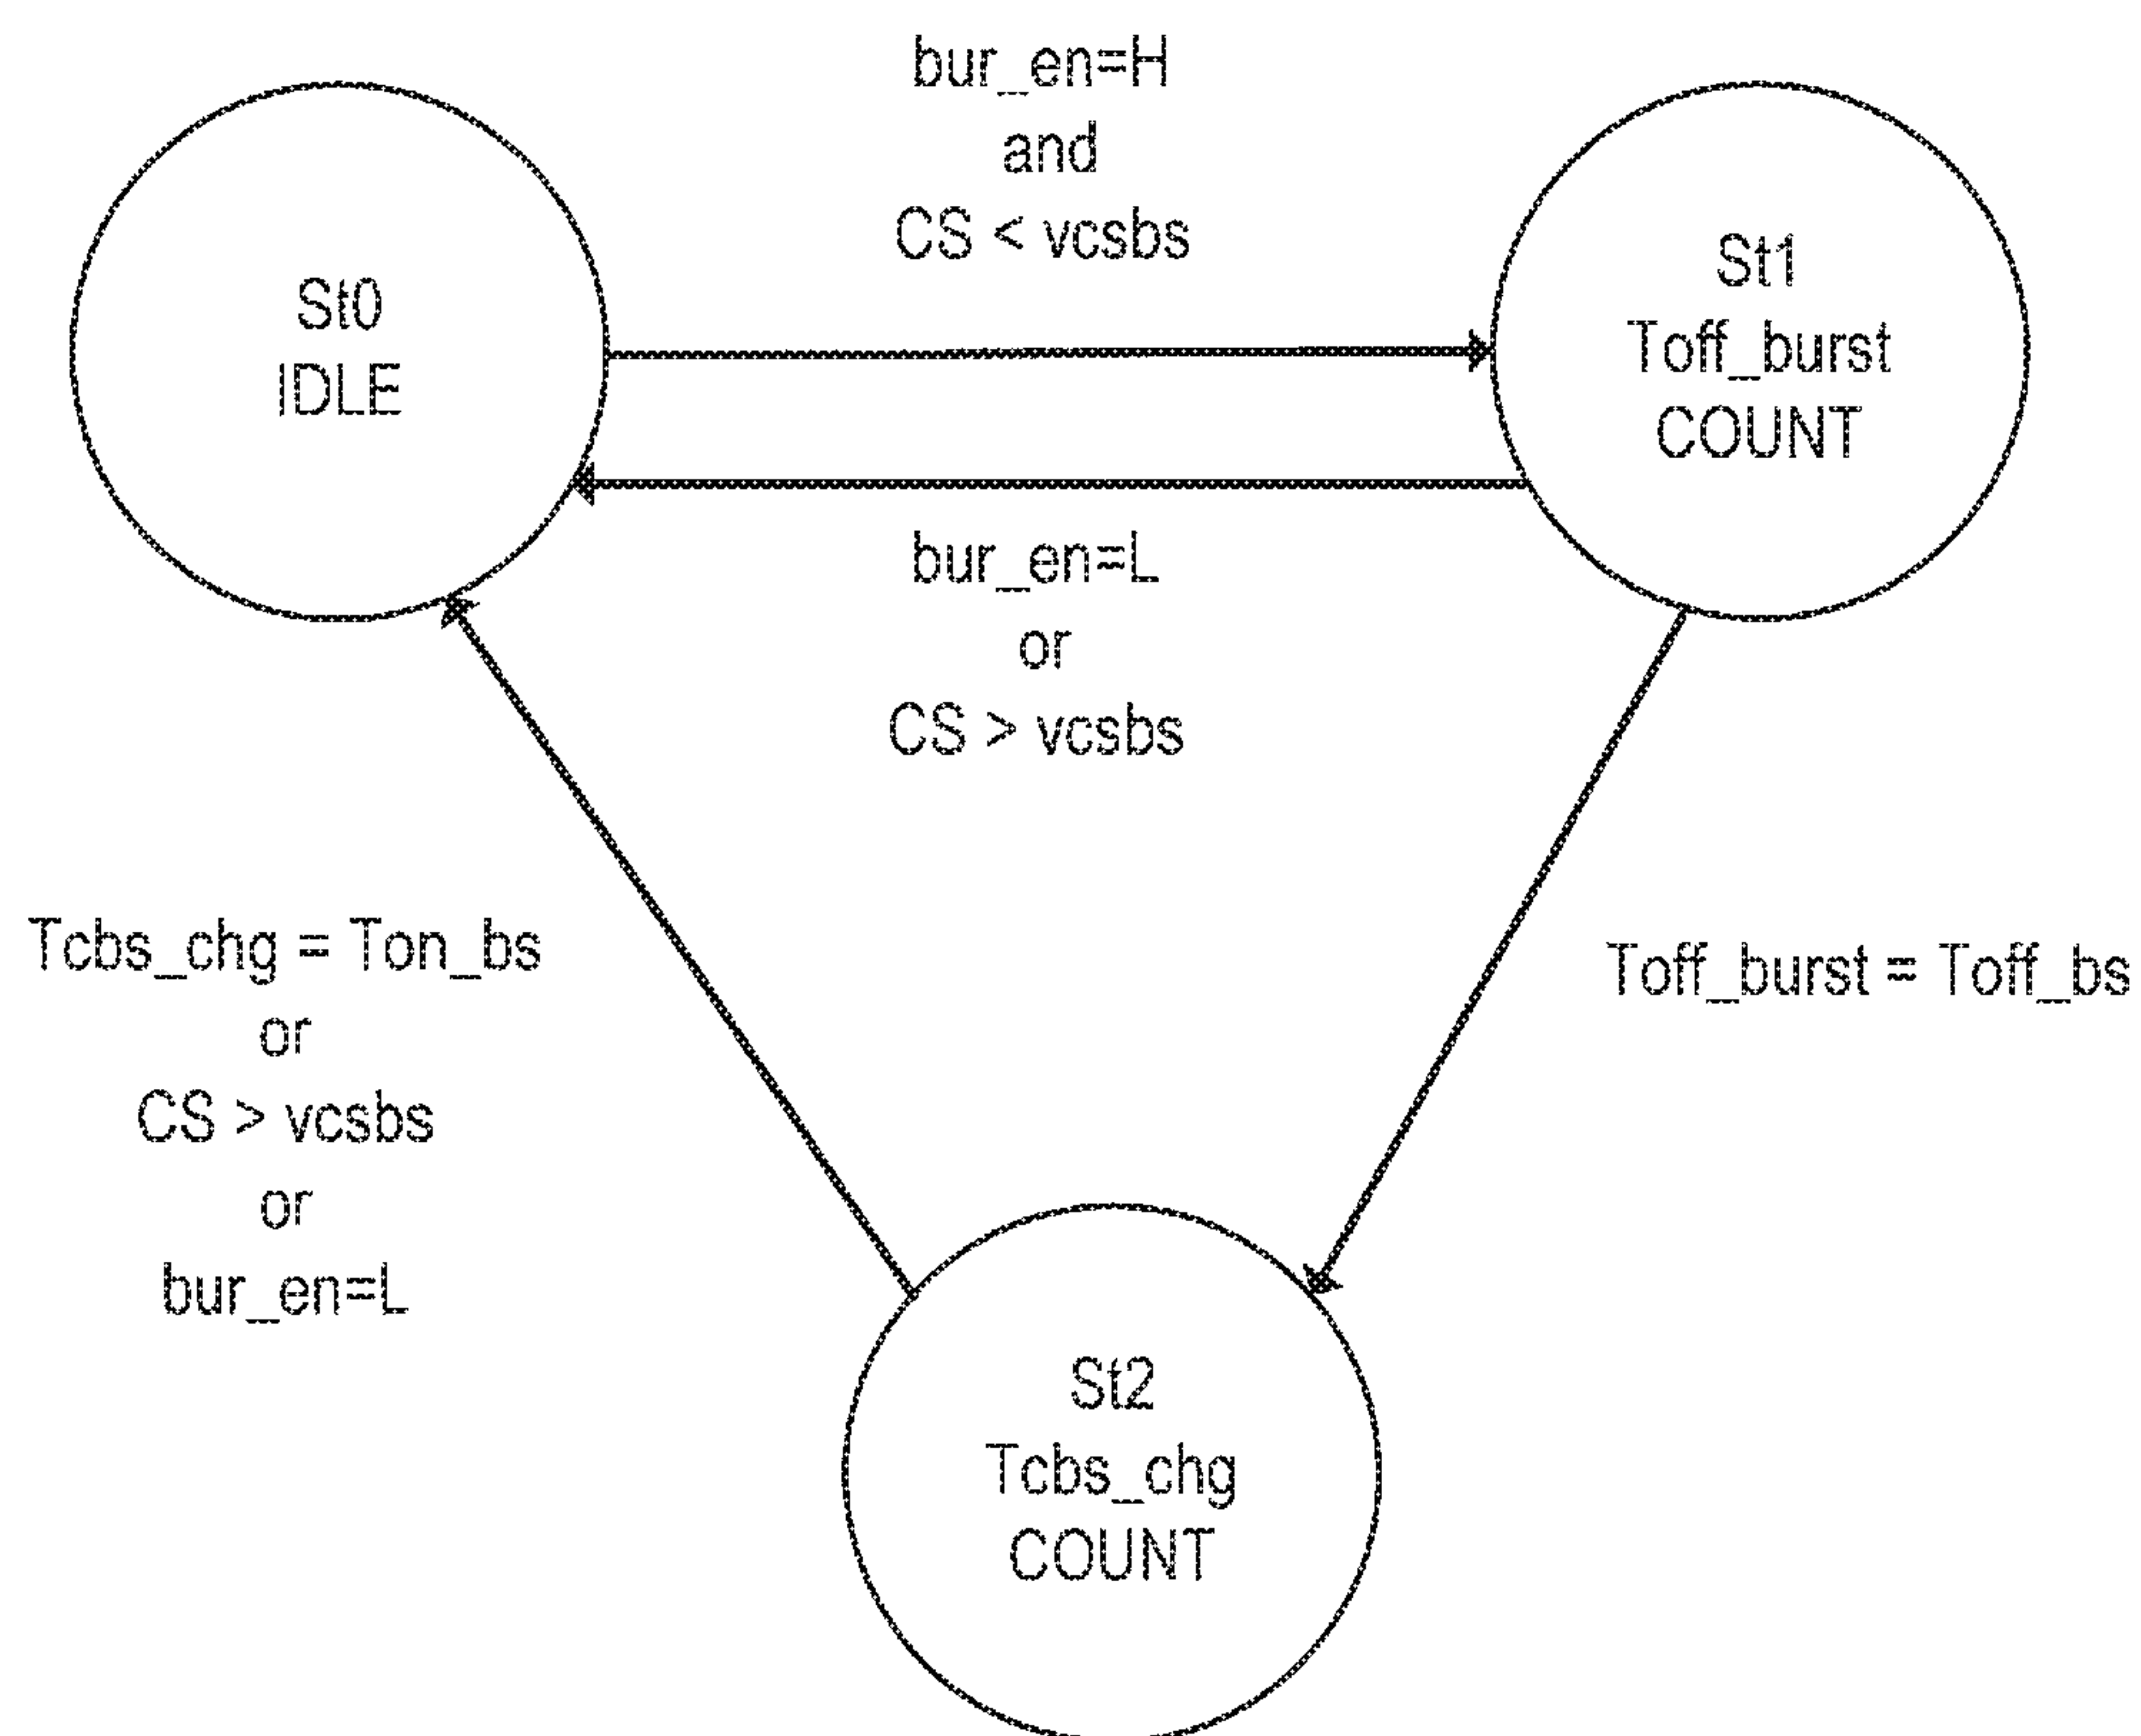 bur_en=H
and
CS < vcsbs
St0
IDLE
St1
Toff_burst
COUNT
bur_en=L
or
CS > vcsbs
Tcbs_chg = Ton_bs
or
CS > vcsbs
or
bur_en=L
Toff_burst = Toff_bs
St2
Tcbs_chg
COUNT